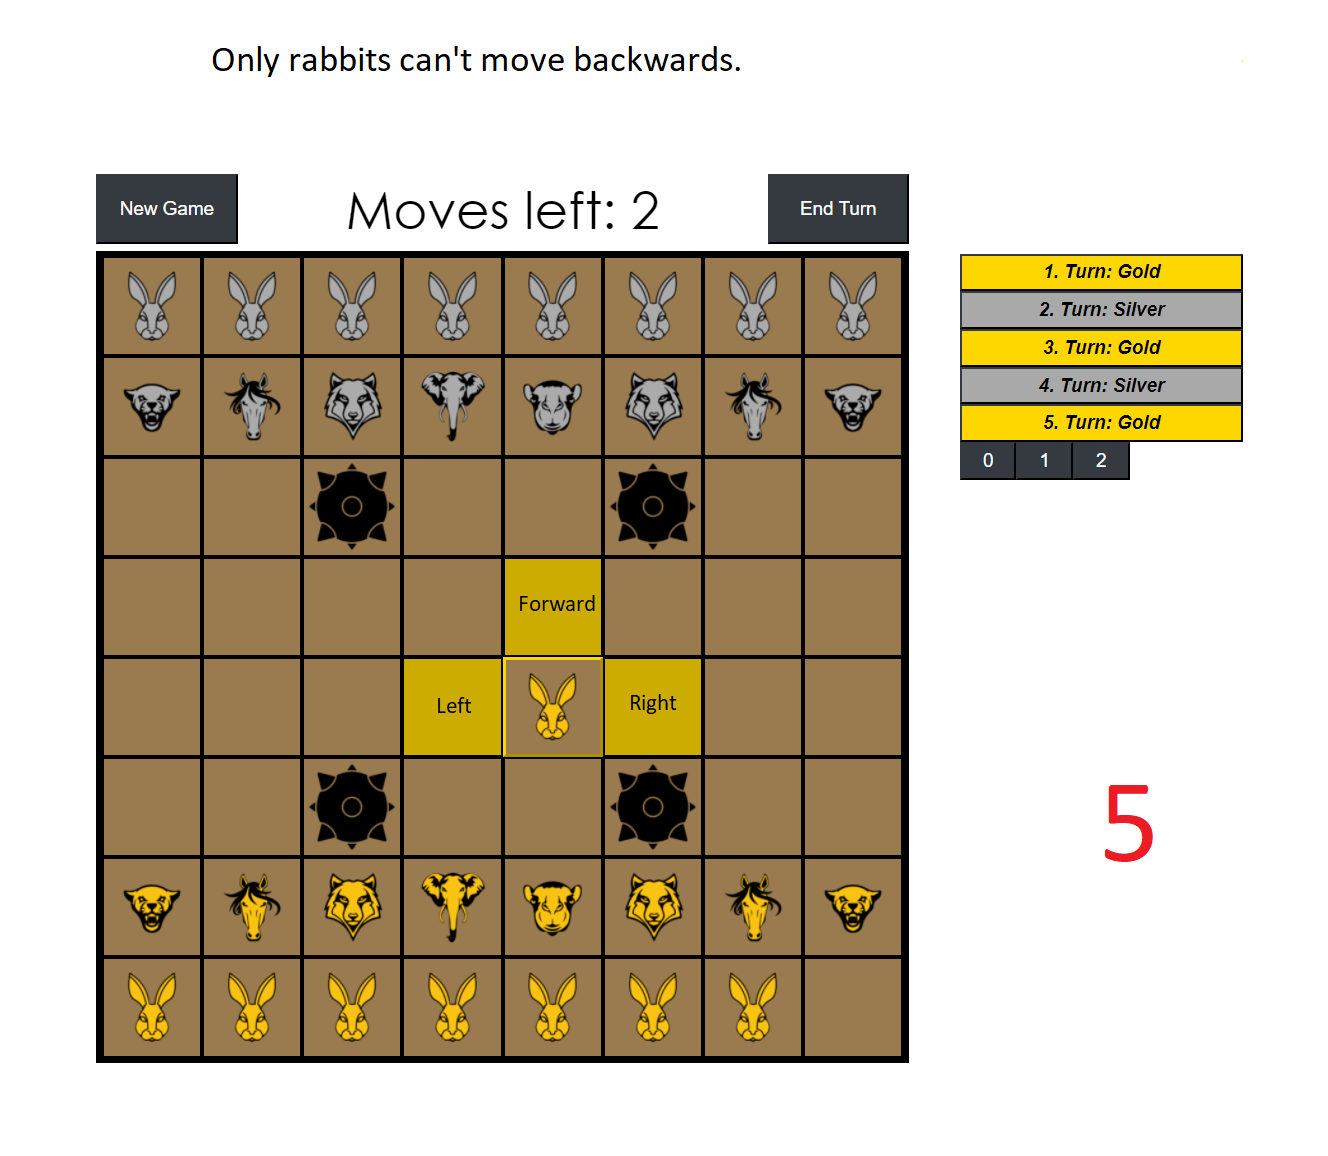 Only rabbits can't move backwards.
New Game
Moves left: 2
End Turn
1. Turn: Gold
2. Turn: Silver
3. Turn: Gold
4. Turn: Silver
5. Turn: Gold
0 1 2
Forward
Left
Right
5